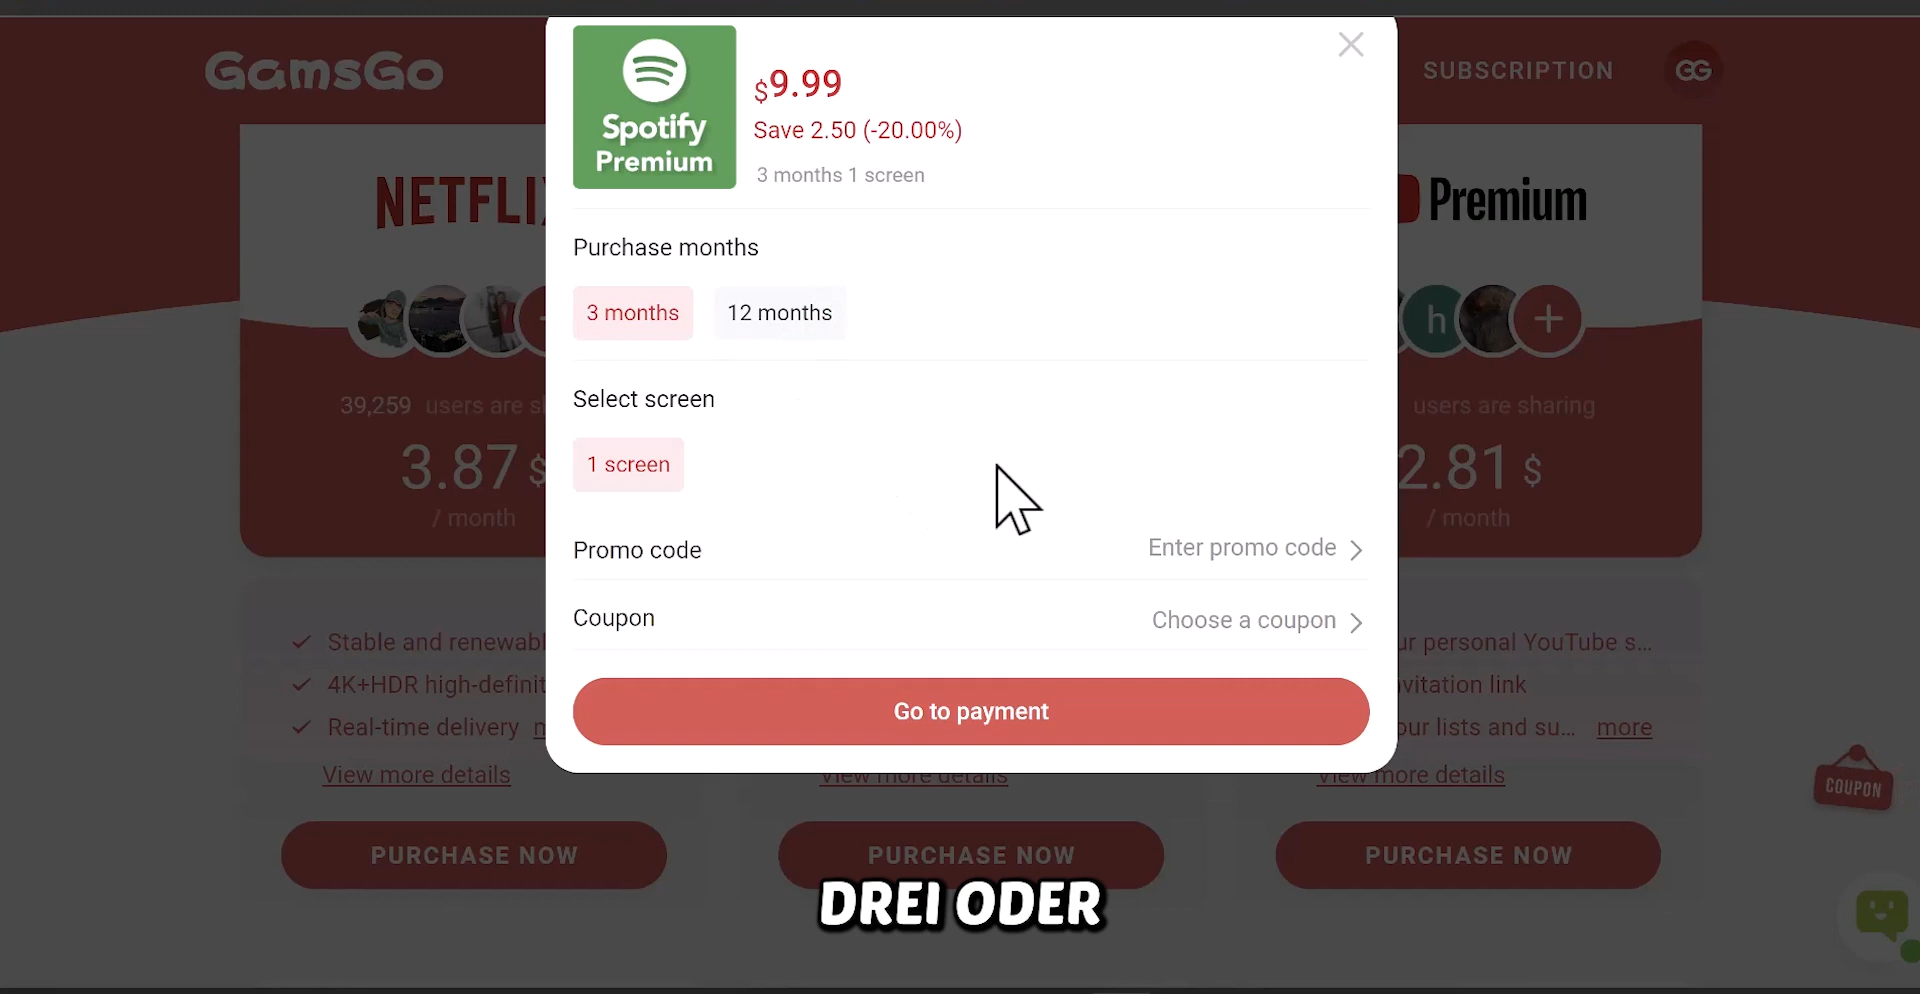 GamsGo
SUBSCRIPTION
GG
Spotify
Premium
$9.99
Save 2.50 (-20.00%)
3 months 1 screen
NETFLI
Premium
Purchase months
3 months
12 months
h
39,259 users are
users are sharing
3.87 $
2.81 $
/ month
/ month
Select screen
1 screen
Promo code
Enter promo code
Coupon
Choose a coupon
Go to payment
Stable and renewabl
4K+HDR high-definit
Real-time delivery
View more details
personal YouTube s...
nvitation link
our lists and su... more
View more details
View more details
COUPON
PURCHASE NOW
PURCHASE NOW
PURCHASE NOW
DREI ODER